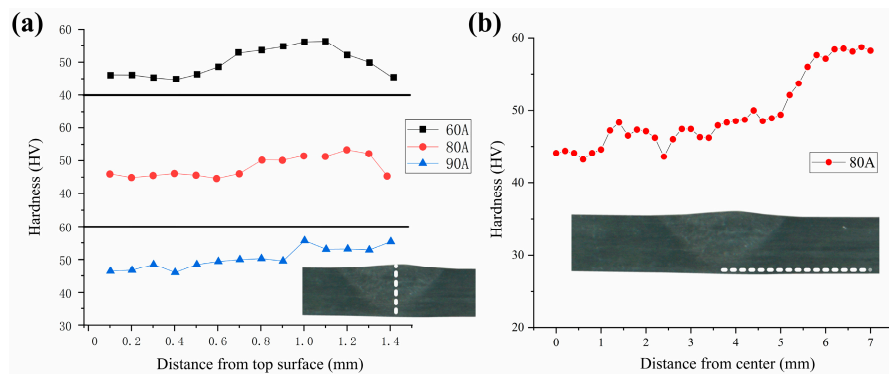 (a)
60
50
40
60
50
60
50
40
30
Hardness (HV)
60A
80A
90A
0 0.2 0.4 0.6 0.8 1.0 1.2 1.4
Distance from top surface (mm)
(b)
60
50
40
30
20
Hardness (HV)
80A
0 1 2 3 4 5 6 7
Distance from center (mm)